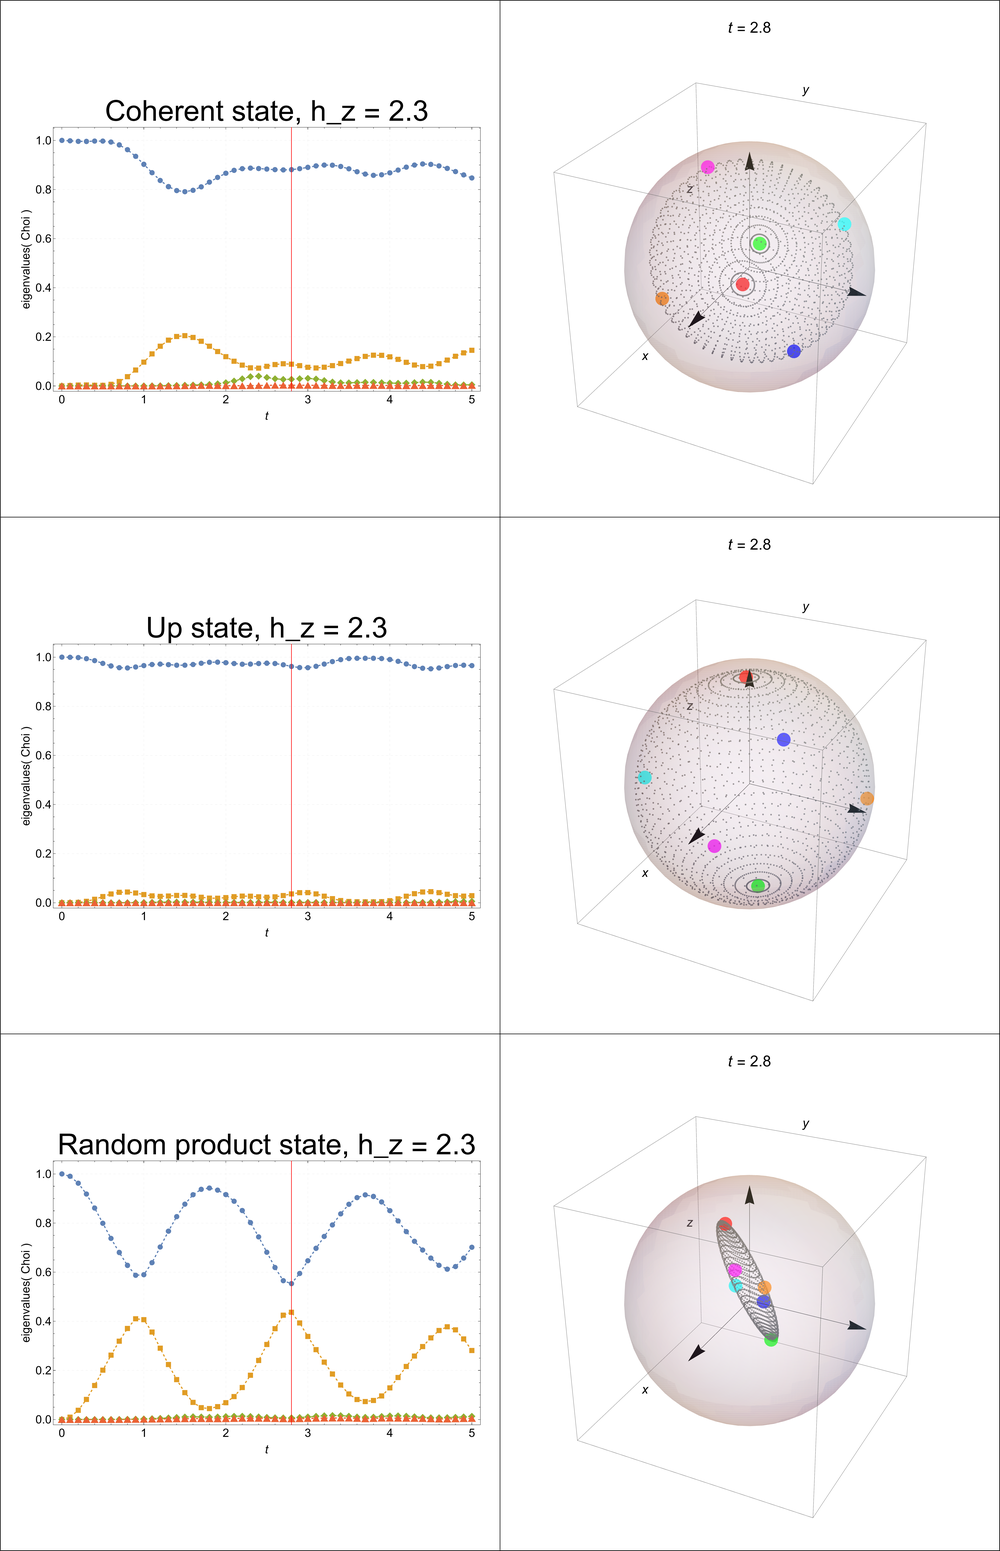 Coherent state, h_z = 2.3
eigenvalues( Choi )
1.0
0.8
0.6
0.4
0.2
0.0
0 1 2 3 4 5
t
t = 2.8
y
z
x
Up state, h_z = 2.3
eigenvalues( Choi )
1.0
0.8
0.6
0.4
0.2
0.0
0 1 2 3 4 5
t
t = 2.8
y
z
x
Random product state, h_z = 2.3
eigenvalues( Choi )
1.0
0.8
0.6
0.4
0.2
0.0
0 1 2 3 4 5
t
t = 2.8
y
z
x